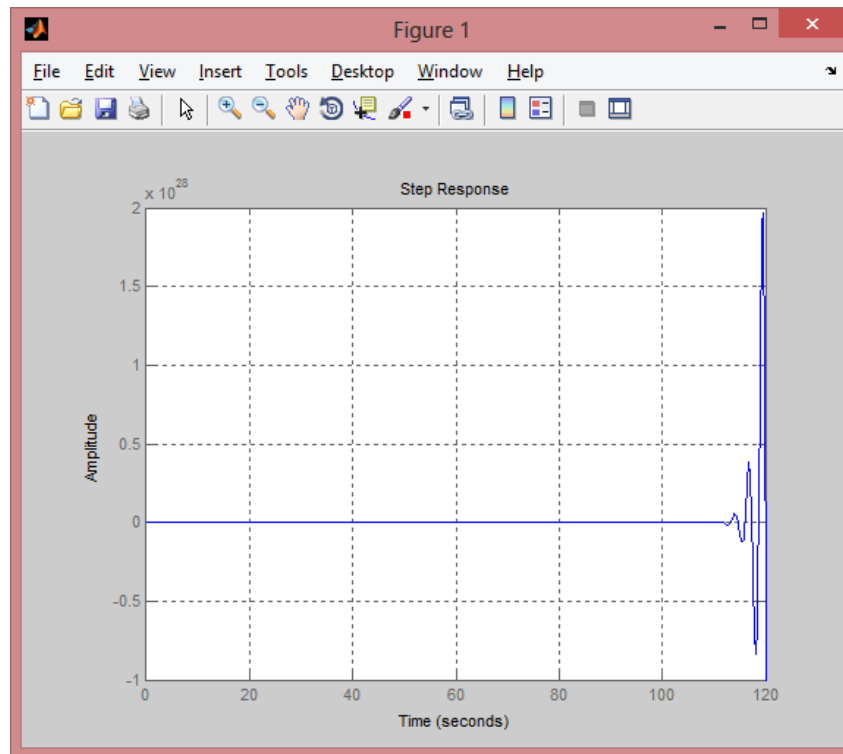 Figure 1
File Edit View Insert Tools Desktop Window Help
x 10^28
Step Response
2
1.5
1
0.5
0
-0.5
-1
Amplitude
0 20 40 60 80 100 120
Time (seconds)